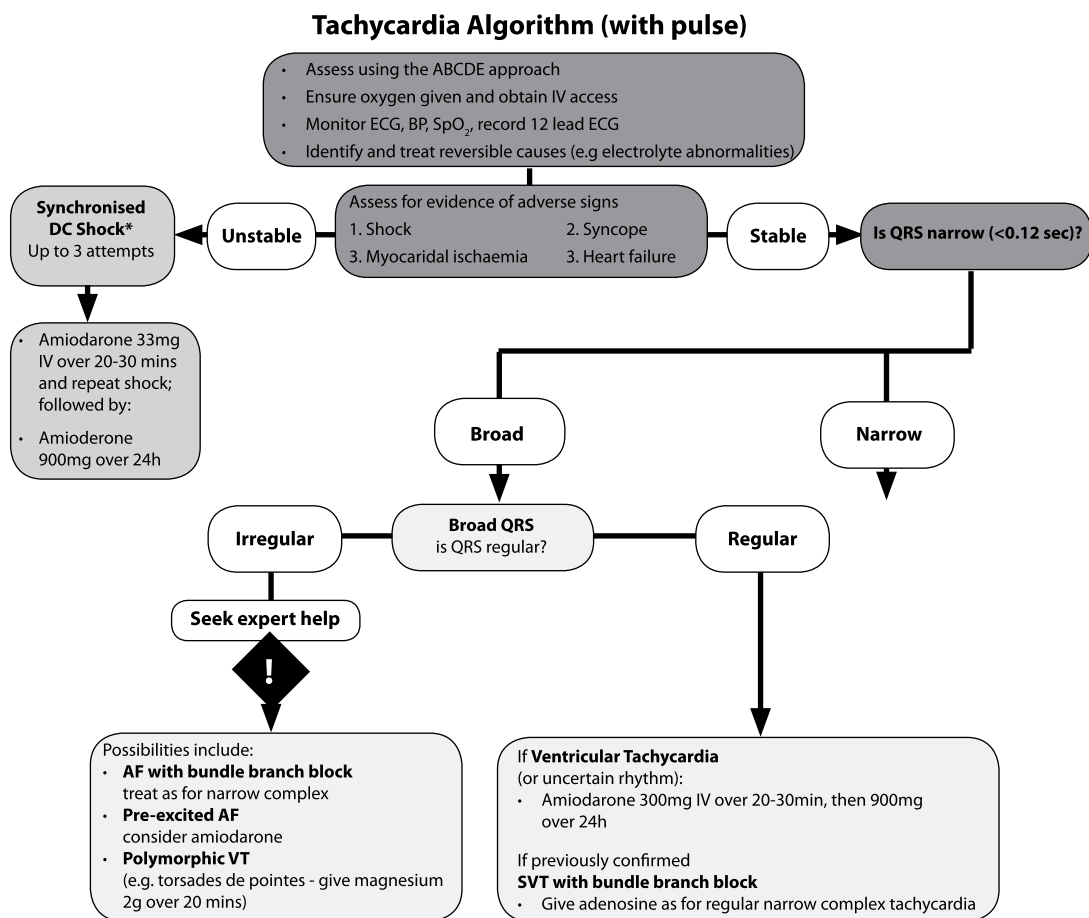 Tachycardia Algorithm (with pulse)
• Assess using the ABCDE approach
• Ensure oxygen given and obtain IV access
• Monitor ECG, BP, SpO₂, record 12 lead ECG
• Identify and treat reversible causes (e.g electrolyte abnormalities)
Synchronised
DC Shock*
Up to 3 attempts
Unstable
Assess for evidence of adverse signs
1. Shock 2. Syncope
3. Myocaridal ischaemia 3. Heart failure
Stable
Is QRS narrow (<0.12 sec)?
• Amiodarone 33mg
IV over 20-30 mins
and repeat shock;
followed by:
• Amioderone
900mg over 24h
Broad
Narrow
Irregular
Broad QRS
is QRS regular?
Regular
Seek expert help
!
Possibilities include:
• AF with bundle branch block
treat as for narrow complex
• Pre-excited AF
consider amiodarone
• Polymorphic VT
(e.g. torsades de pointes - give magnesium
2g over 20 mins)
If Ventricular Tachycardia
(or uncertain rhythm):
• Amiodarone 300mg IV over 20-30min, then 900mg
over 24h
If previously confirmed
SVT with bundle branch block
• Give adenosine as for regular narrow complex tachycardia